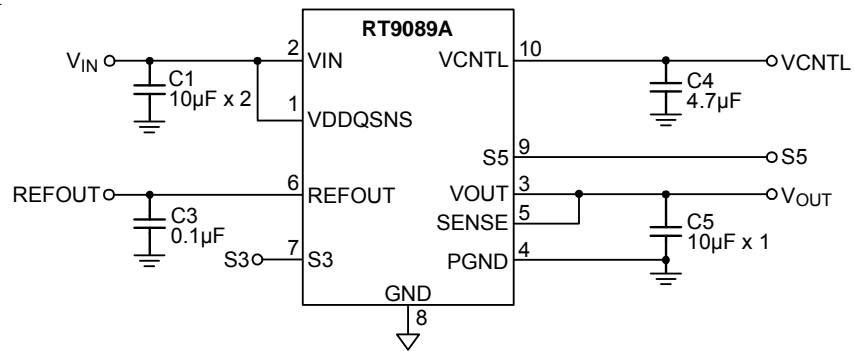 RT9089A
VIN
2
VIN
VCNTL
10
VCNTL
C1
10μF x 2
C4
4.7μF
1
VDDQSNS
S5
9
S5
REFOUT
6
REFOUT
VOUT
3
VOUT
C3
0.1μF
SENSE
5
C5
10μF x 1
S3
7
S3
PGND
4
GND
8